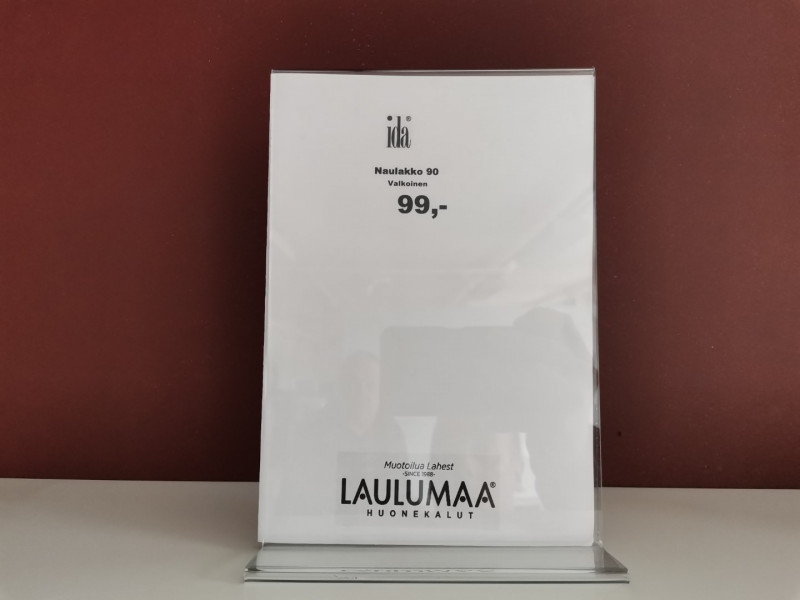 ida®
Naulakko 90
Valkoinen
99,-
Muotoilua Lahest
-SINCE 1988-
LAULUMAA®
HUONEKALUT